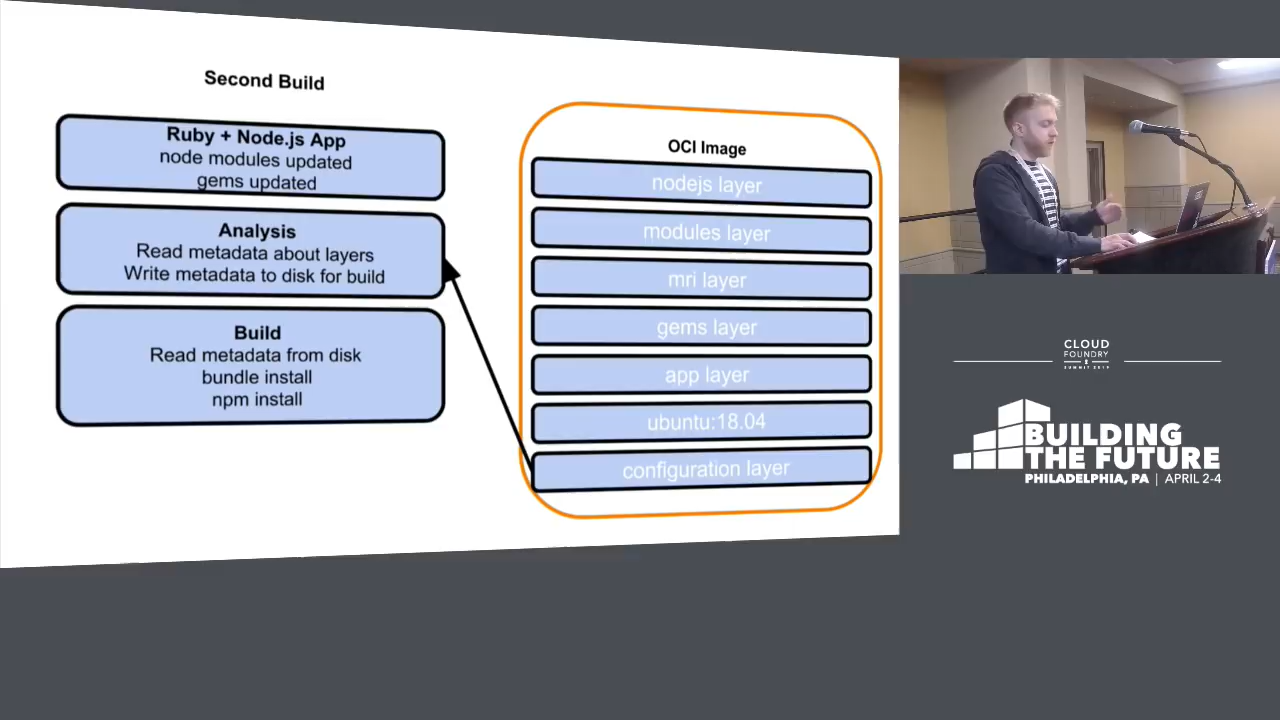 Second Build
Ruby + Node.js App
node modules updated
gems updated
Analysis
Read metadata about layers
Write metadata to disk for build
Build
Read metadata from disk
bundle install
npm install
OCI Image
nodejs layer
modules layer
mri layer
gems layer
app layer
ubuntu:18.04
configuration layer
CLOUD
FOUNDRY
SUMMIT 2019
BUILDING
THE FUTURE
PHILADELPHIA, PA | APRIL 2-4